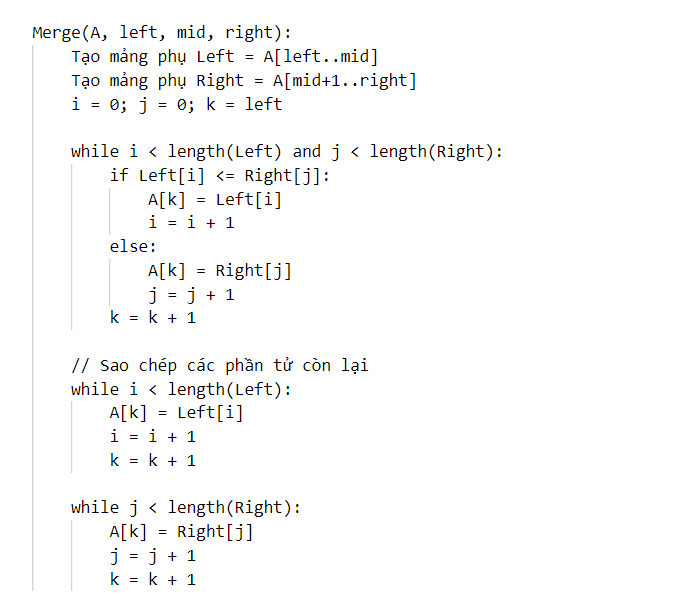 Merge(A, left, mid, right):
    Tạo mảng phụ Left = A[left..mid]
    Tạo mảng phụ Right = A[mid+1..right]
    i = 0; j = 0; k = left

    while i < length(Left) and j < length(Right):
        if Left[i] <= Right[j]:
            A[k] = Left[i]
            i = i + 1
        else:
            A[k] = Right[j]
            j = j + 1
        k = k + 1

    // Sao chép các phần tử còn lại
    while i < length(Left):
        A[k] = Left[i]
        i = i + 1
        k = k + 1

    while j < length(Right):
        A[k] = Right[j]
        j = j + 1
        k = k + 1